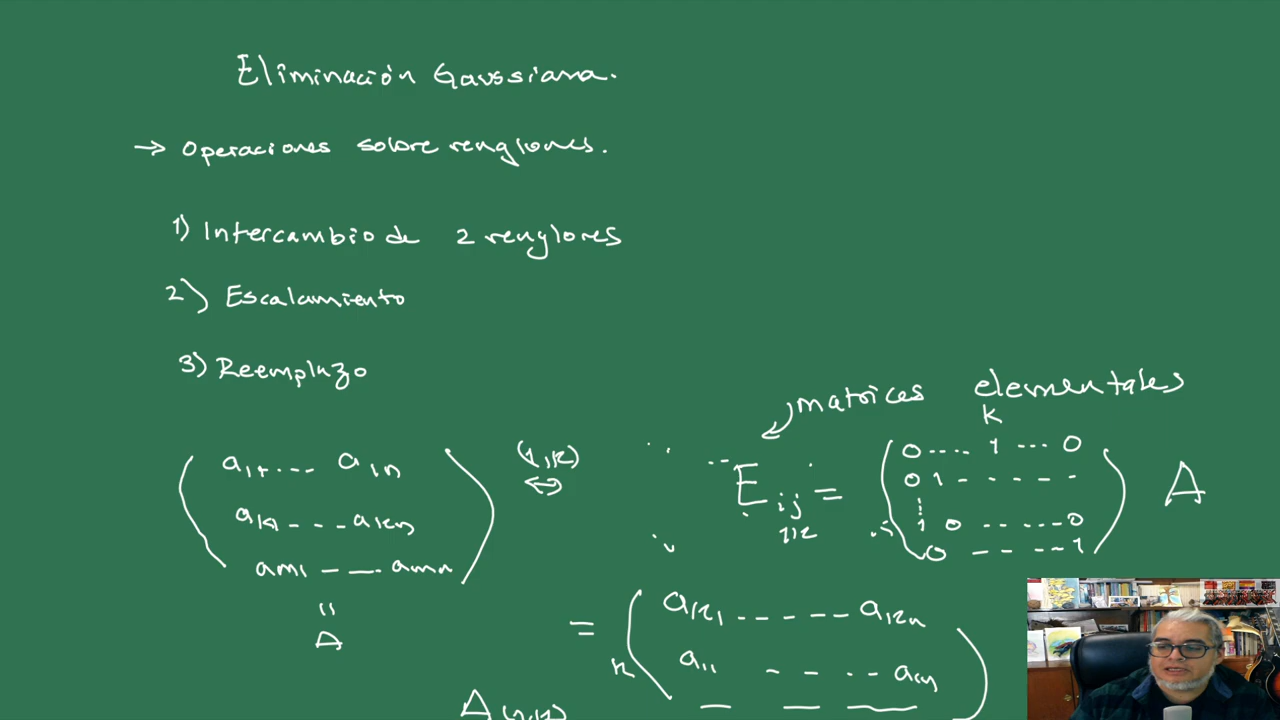 Eliminación Gaussiana.
→ Operaciones sobre renglones.
1) Intercambio de 2 renglones
2) Escalamiento
3) Reemplazo
matrices elementales
k
( a11 ... a1n
ak1 - - - akn
am1 - - - amn )
(1,k)
↔
Eij =
1,k
( 0 .... 1 ... 0
0 1 - - - - - -
1 0 - - - - - 0
0 - - - - 1 ) A
"
A
= ( ak1 - - - - - akn
k a11 - - - - a1n
A(1,k)